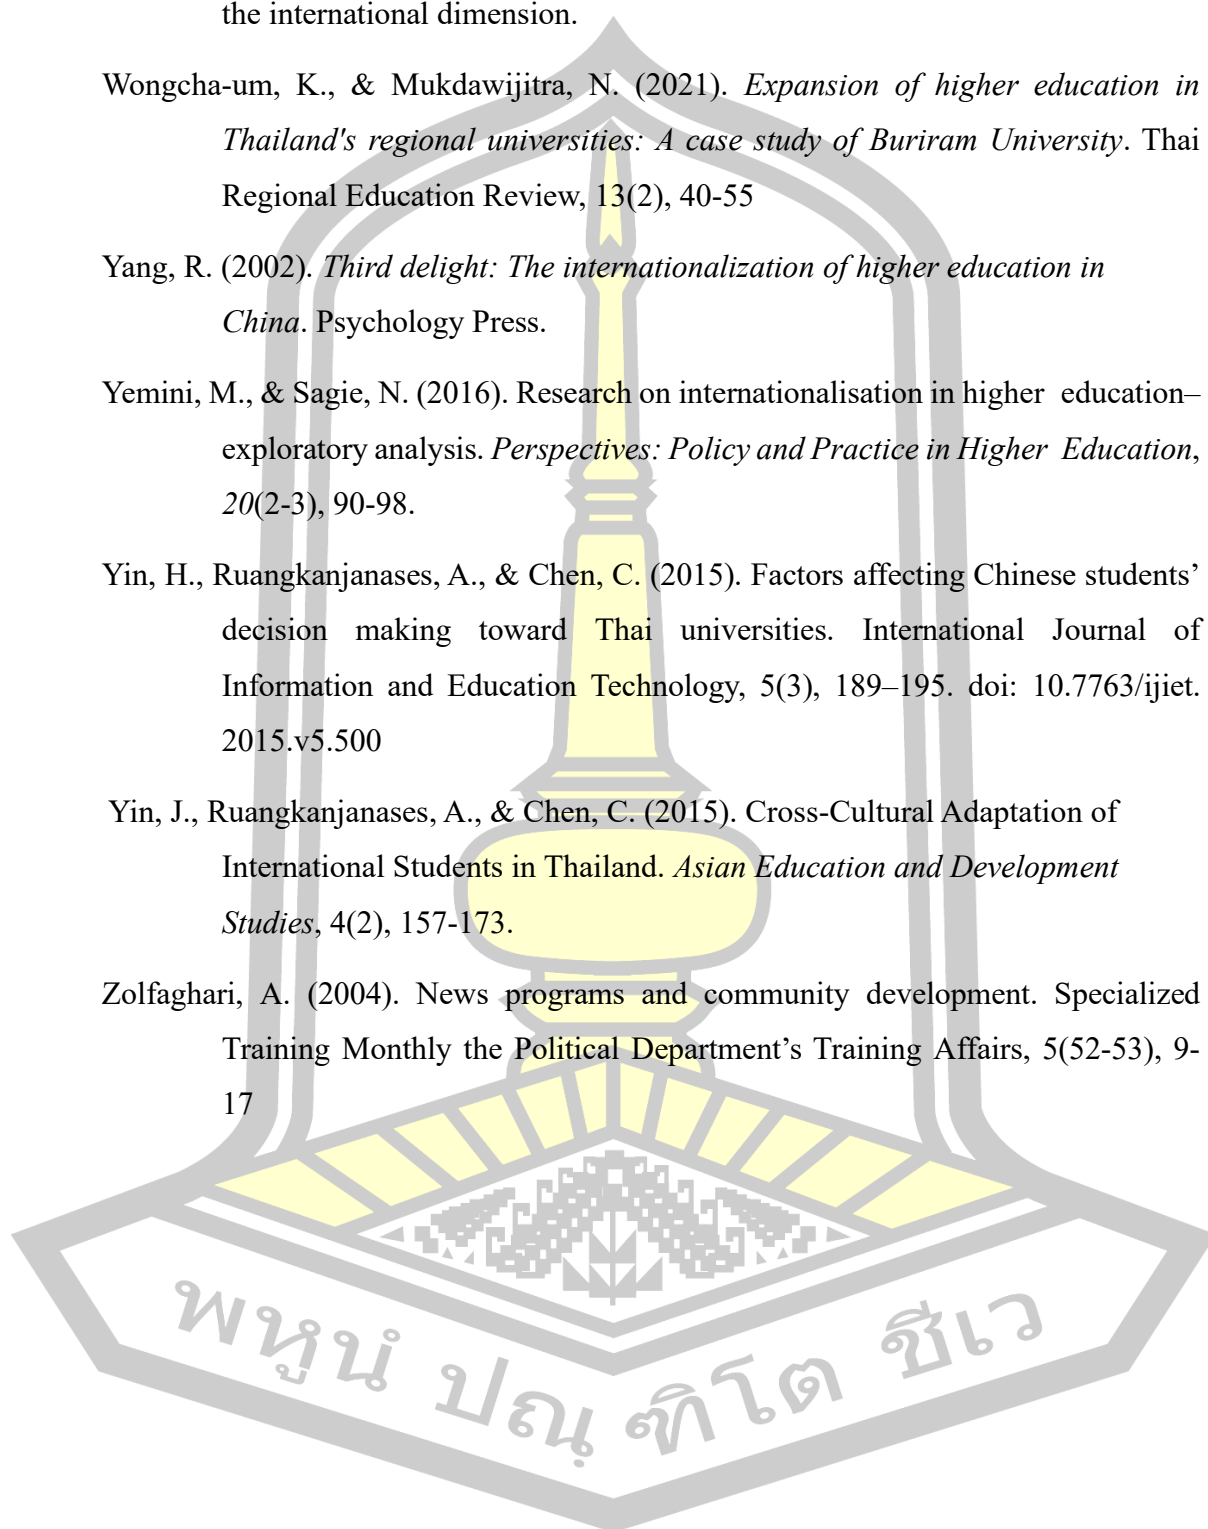 the international dimension.
Wongcha-um, K., & Mukdawijitra, N. (2021). Expansion of higher education in
Thailand's regional universities: A case study of Buriram University. Thai
Regional Education Review, 13(2), 40-55
Yang, R. (2002). Third delight: The internationalization of higher education in
China. Psychology Press.
Yemini, M., & Sagie, N. (2016). Research on internationalisation in higher education–
exploratory analysis. Perspectives: Policy and Practice in Higher Education,
20(2-3), 90-98.
Yin, H., Ruangkanjanases, A., & Chen, C. (2015). Factors affecting Chinese students’
decision making toward Thai universities. International Journal of
Information and Education Technology, 5(3), 189–195. doi: 10.7763/ijiet.
2015.v5.500
Yin, J., Ruangkanjanases, A., & Chen, C. (2015). Cross-Cultural Adaptation of
International Students in Thailand. Asian Education and Development
Studies, 4(2), 157-173.
Zolfaghari, A. (2004). News programs and community development. Specialized
Training Monthly the Political Department’s Training Affairs, 5(52-53), 9-
17
พหูนํ ปณฺฑิโต ชีเว